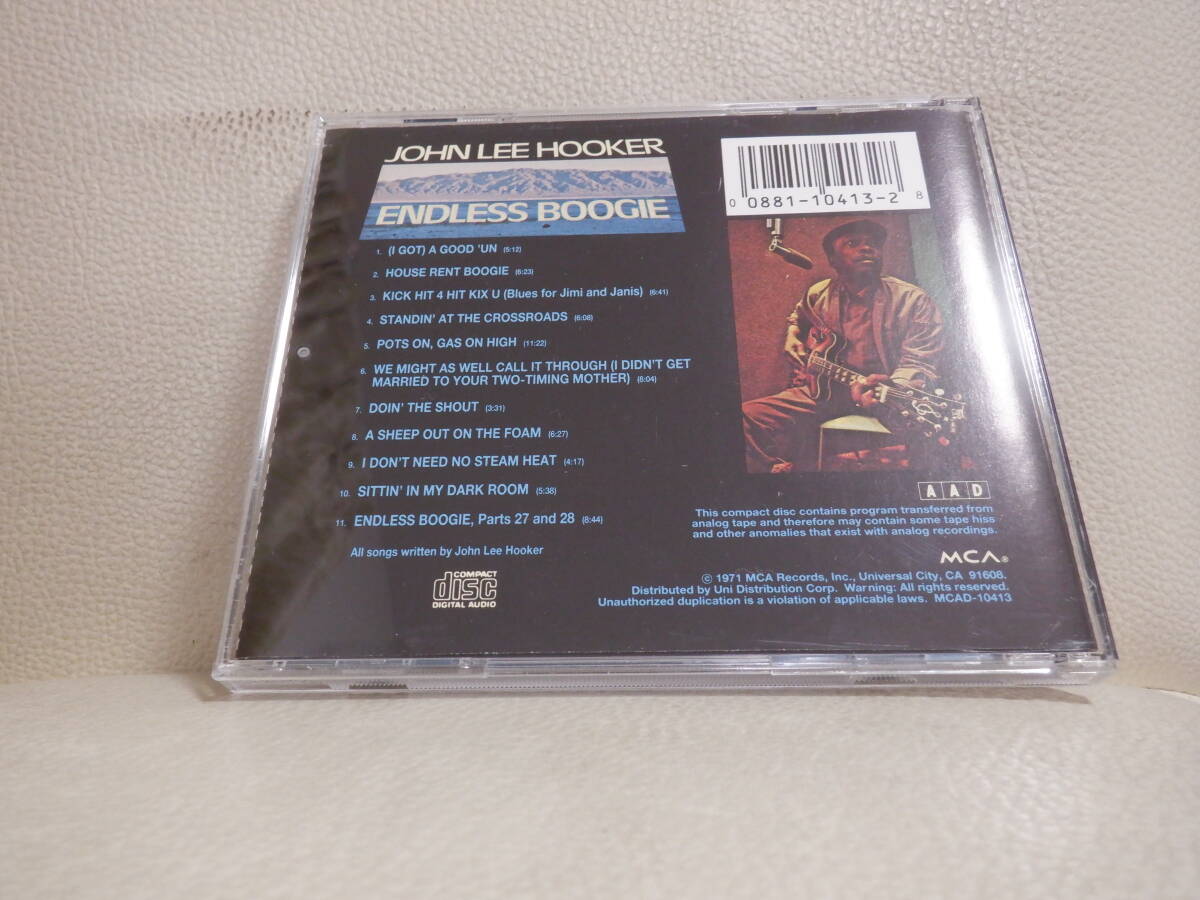 JOHN LEE HOOKER
ENDLESS BOOGIE
1. (I GOT) A GOOD 'UN (5:12)
2. HOUSE RENT BOOGIE (6:23)
3. KICK HIT 4 HIT KIX U (Blues for Jimi and Janis) (6:41)
4. STANDIN' AT THE CROSSROADS (6:08)
5. POTS ON, GAS ON HIGH (11:22)
6. WE MIGHT AS WELL CALL IT THROUGH (I DIDN'T GET
MARRIED TO YOUR TWO-TIMING MOTHER) (8:04)
7. DOIN' THE SHOUT (3:31)
8. A SHEEP OUT ON THE FOAM (6:27)
9. I DON'T NEED NO STEAM HEAT (4:17)
10. SITTIN' IN MY DARK ROOM (5:38)
11. ENDLESS BOOGIE, Parts 27 and 28 (8:44)
All songs written by John Lee Hooker
COMPACT
disc
DIGITAL AUDIO
0 0881-10413-2 8
A A D
This compact disc contains program transferred from
analog tape and therefore may contain some tape hiss
and other anomalies that exist with analog recordings.
MCA®
© 1971 MCA Records, Inc., Universal City, CA 91608.
Distributed by Uni Distribution Corp. Warning: All rights reserved.
Unauthorized duplication is a violation of applicable laws. MCAD-10413